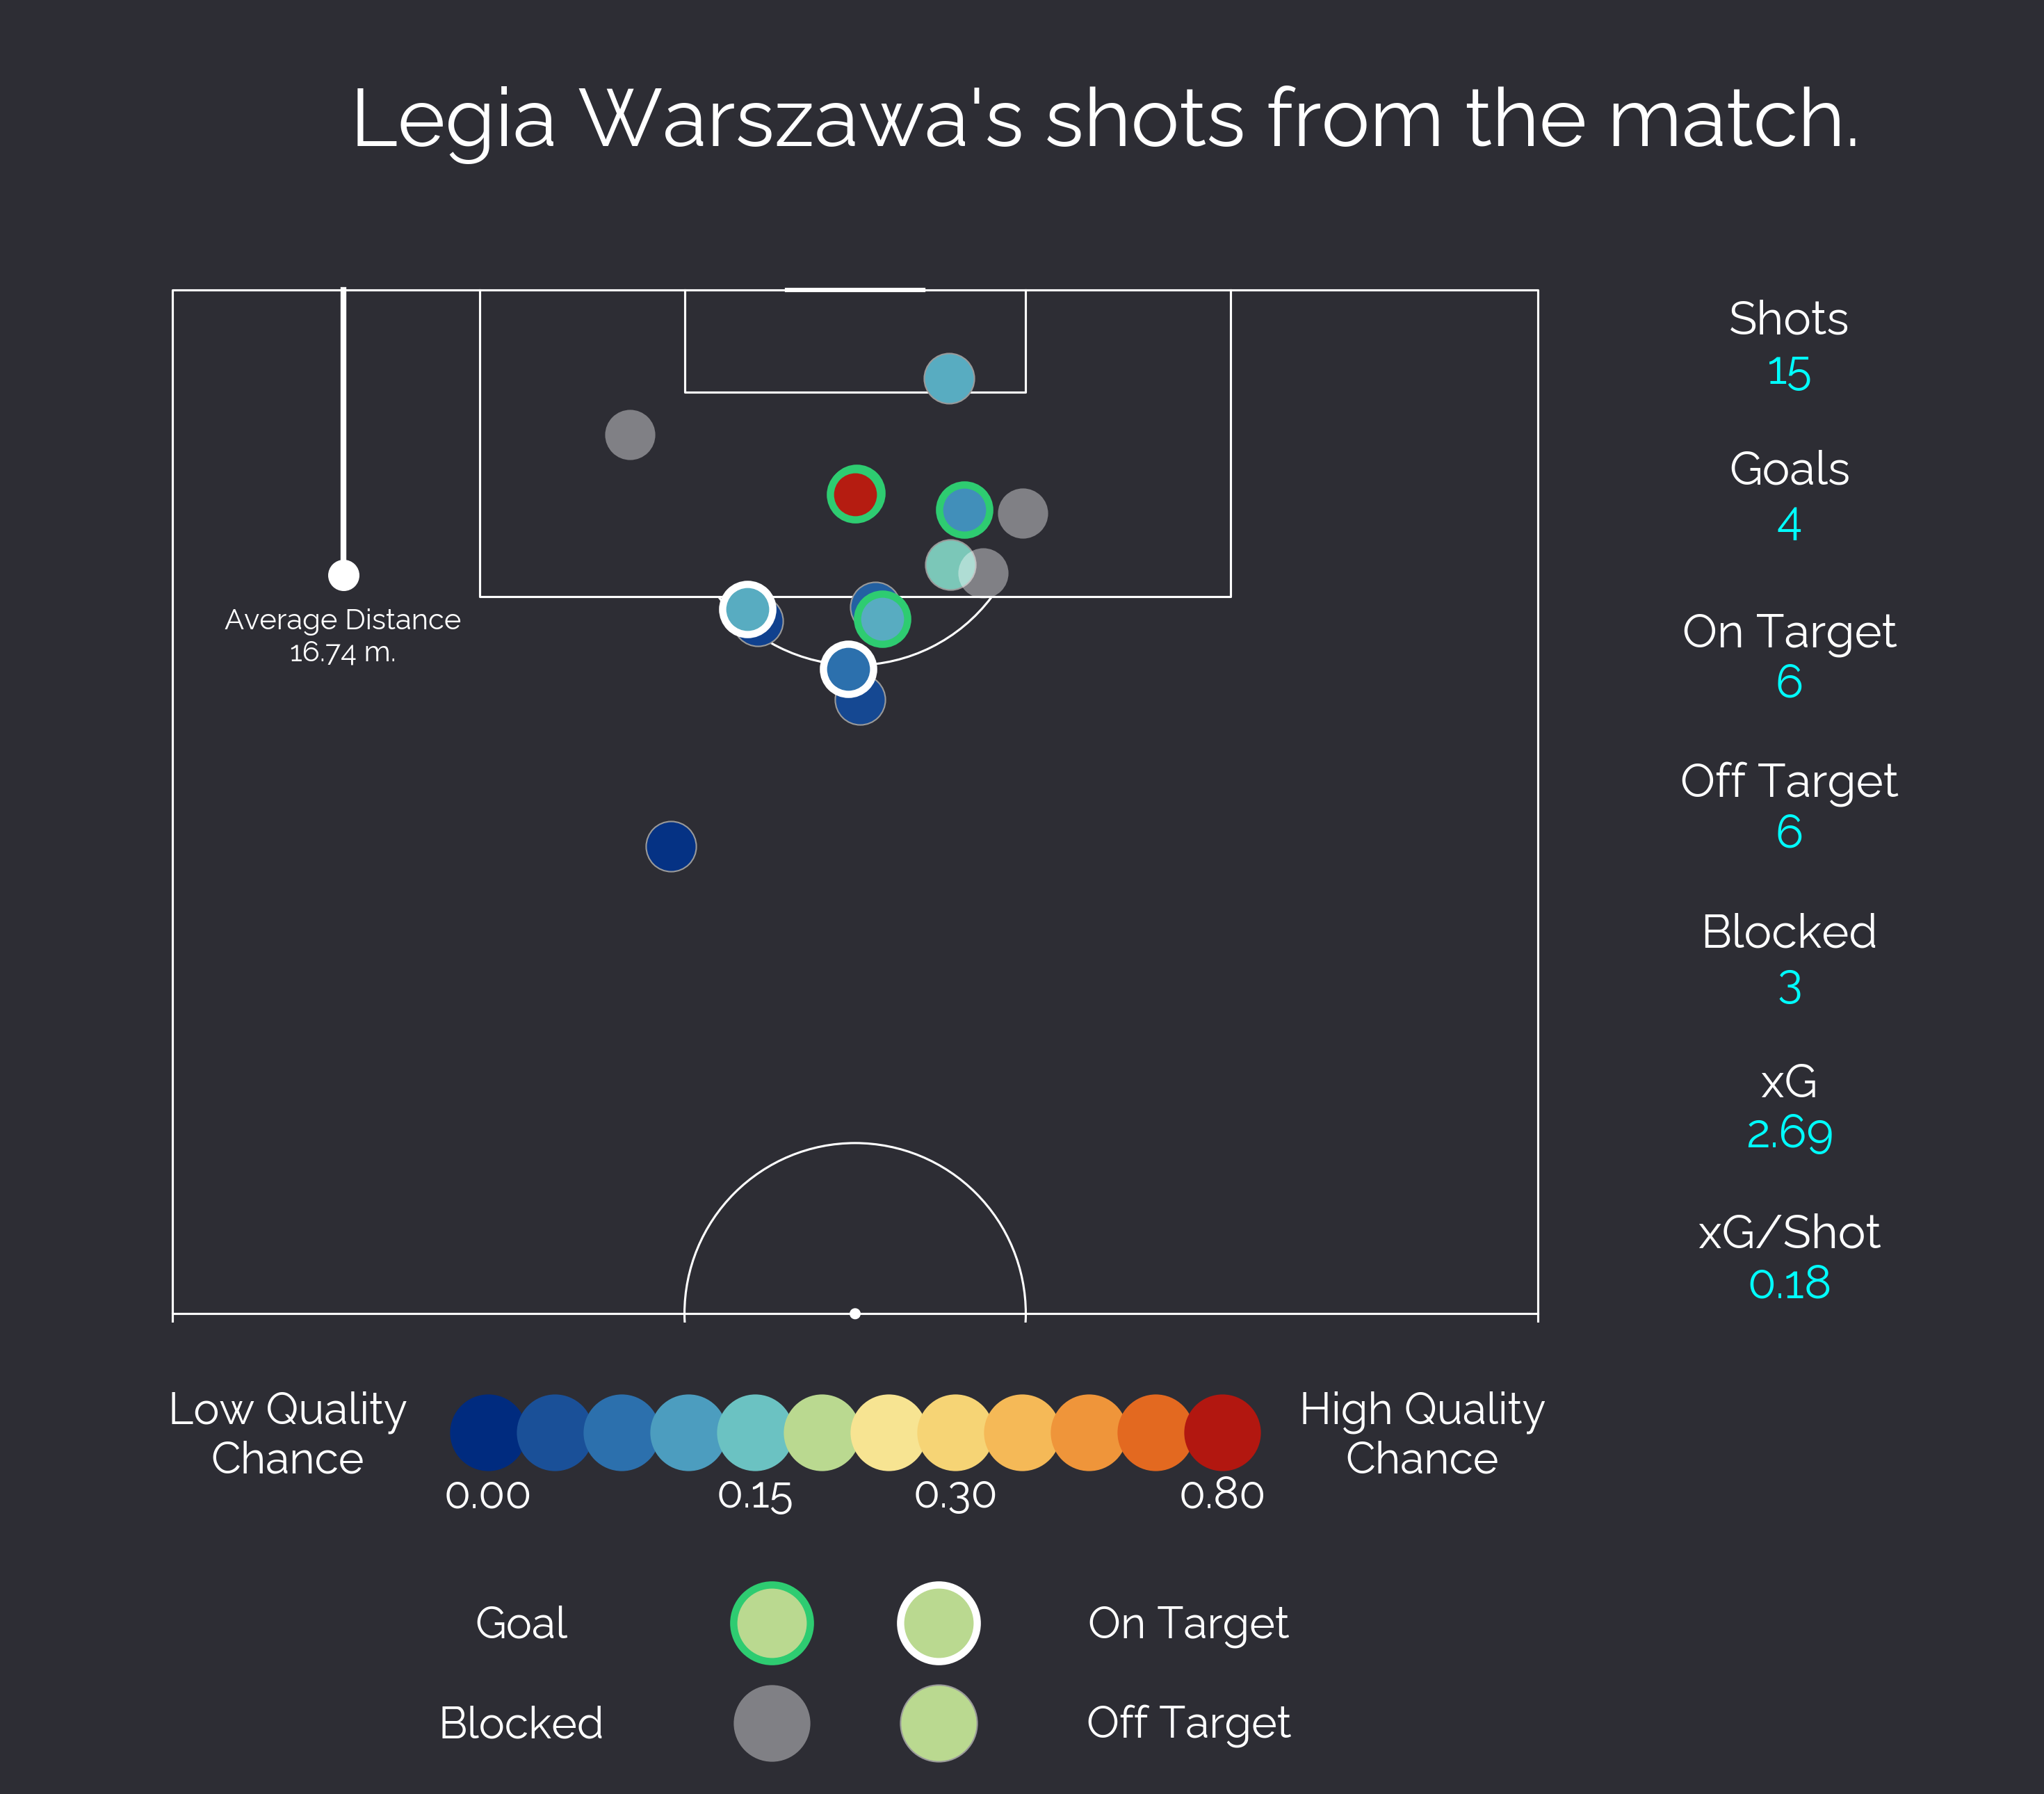 Legia Warszawa's shots from the match.
Average Distance
16.74 m.
Shots
15
Goals
4
On Target
6
Off Target
6
Blocked
3
xG
2.69
xG/Shot
0.18
Low Quality
Chance
0.00
0.15
0.30
0.80
High Quality
Chance
Goal
On Target
Blocked
Off Target